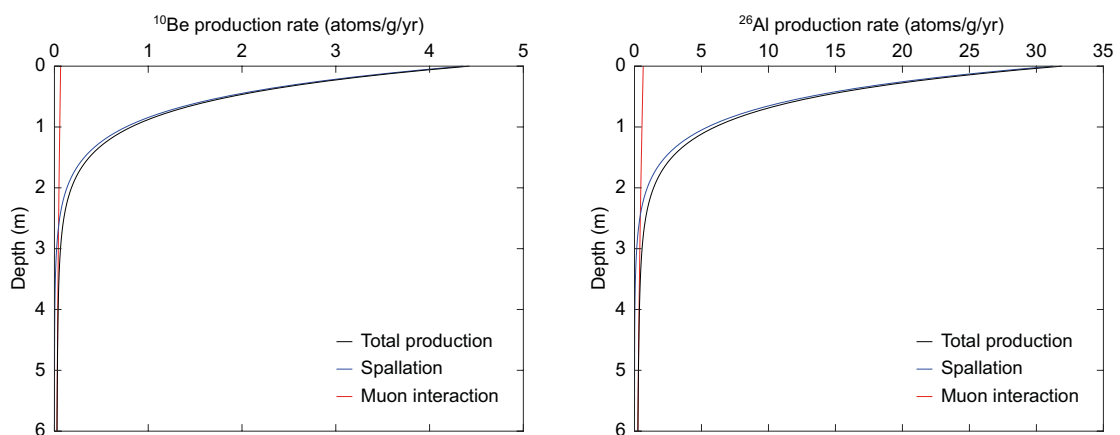 ¹⁰Be production rate (atoms/g/yr)
0 1 2 3 4 5
0
1
2
3
4
5
6
Depth (m)
Total production
Spallation
Muon interaction
²⁶Al production rate (atoms/g/yr)
0 5 10 15 20 25 30 35
0
1
2
3
4
5
6
Depth (m)
Total production
Spallation
Muon interaction